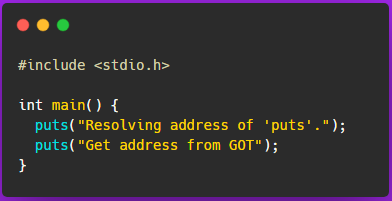 #include <stdio.h>

int main() {
  puts("Resolving address of 'puts'.");
  puts("Get address from GOT");
}